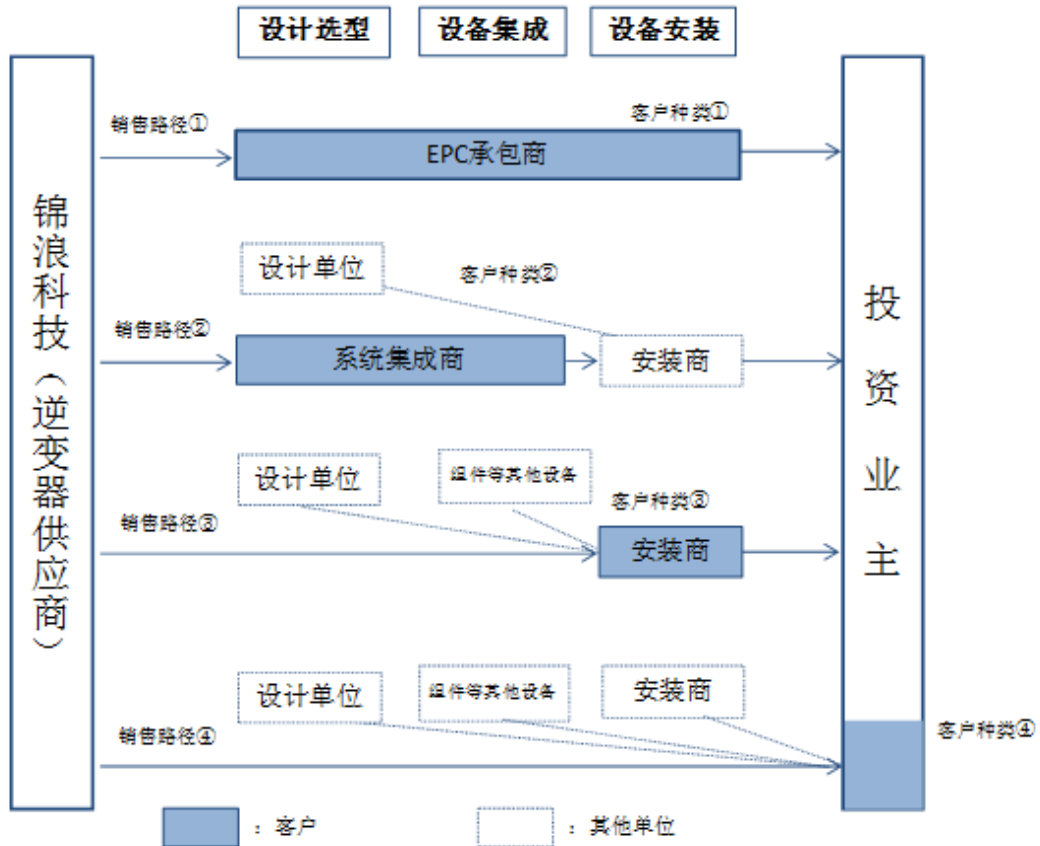 设计选型
设备集成
设备安装
锦浪科技（逆变器供应商）
投资业主
销售路径①
客户种类①
EPC承包商
设计单位
客户种类②
销售路径②
系统集成商
安装商
设计单位
组件等其他设备
客户种类③
销售路径③
安装商
设计单位
组件等其他设备
安装商
销售路径④
客户种类④
：客户
：其他单位